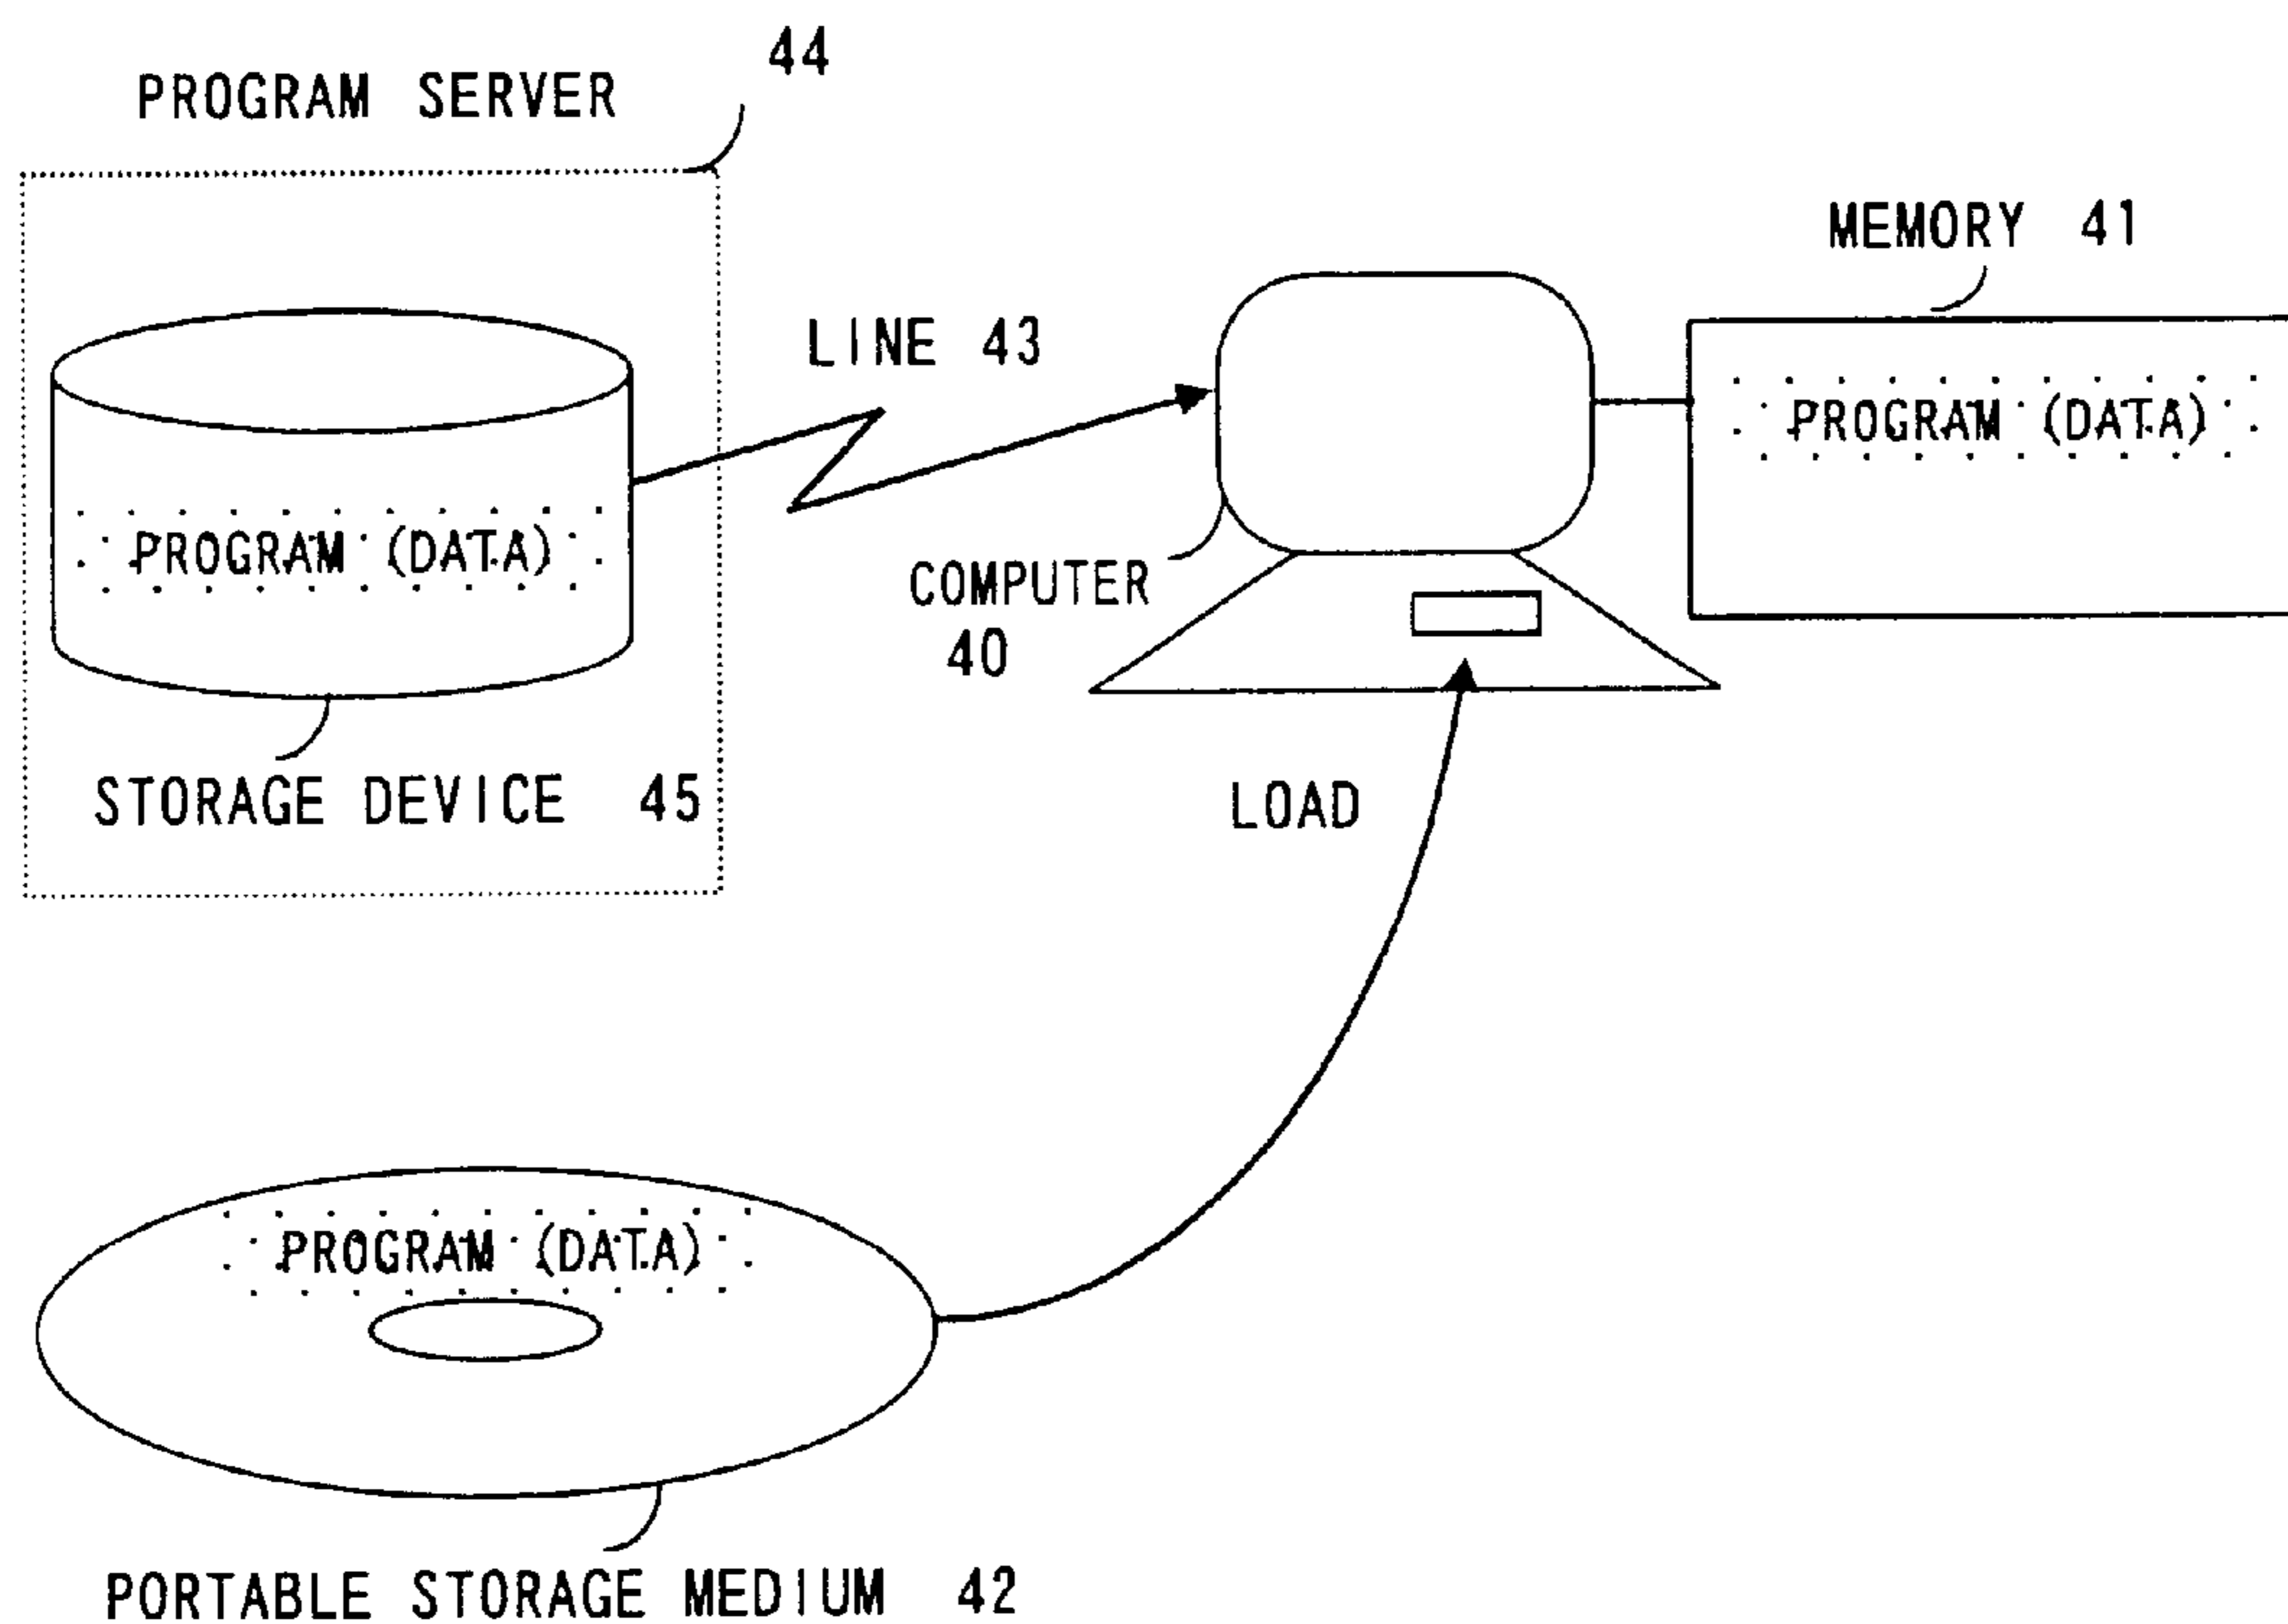 44
PROGRAM SERVER
MEMORY 41
LINE 43
PROGRAM (DATA)
PROGRAM (DATA)
COMPUTER
40
STORAGE DEVICE 45
LOAD
PROGRAM (DATA)
PORTABLE STORAGE MEDIUM 42